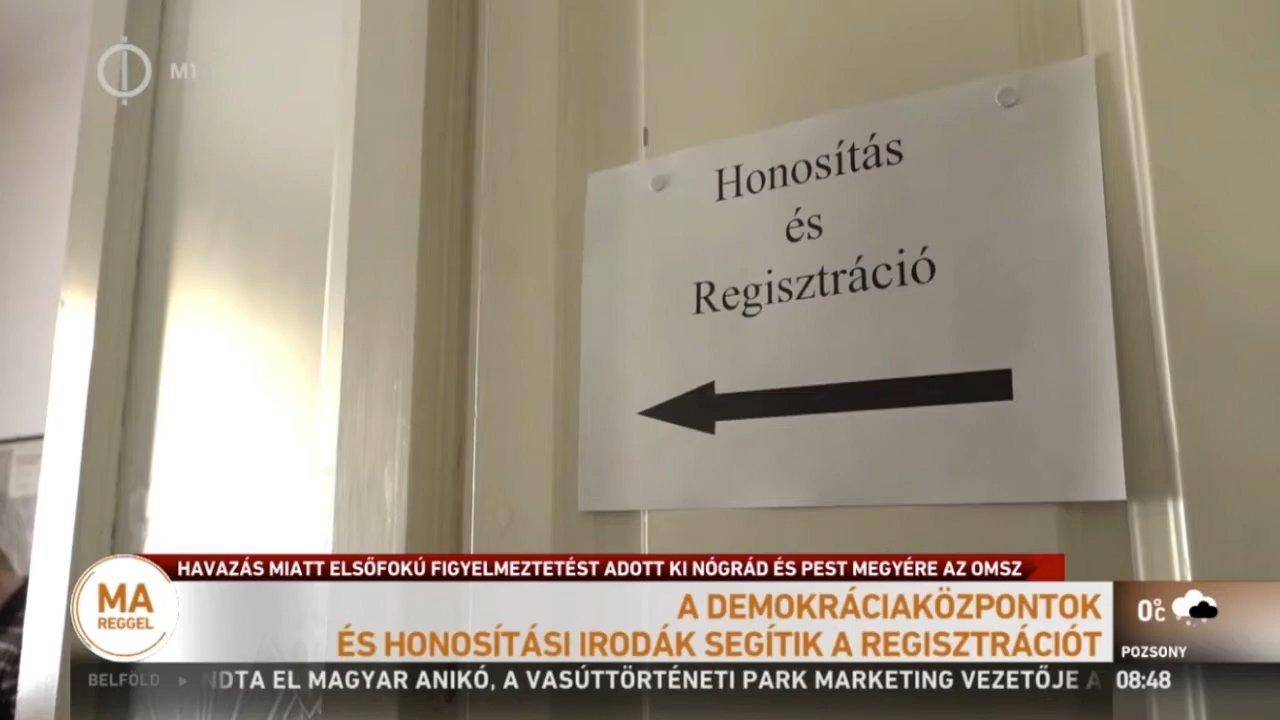 M1
Honosítás
és
Regisztráció
HAVAZÁS MIATT ELSŐFOKÚ FIGYELMEZTETÉST ADOTT KI NÓGRÁD ÉS PEST MEGYÉRE AZ OMSZ
MA
REGGEL
A DEMOKRÁCIAKÖZPONTOK
ÉS HONOSÍTÁSI IRODÁK SEGÍTIK A REGISZTRÁCIÓT
0°C
POZSONY
BELFÖLD EL MAGYAR ANIKÓ, A VASÚTTÖRTÉNETI PARK MARKETING VEZETŐJE A
08:48